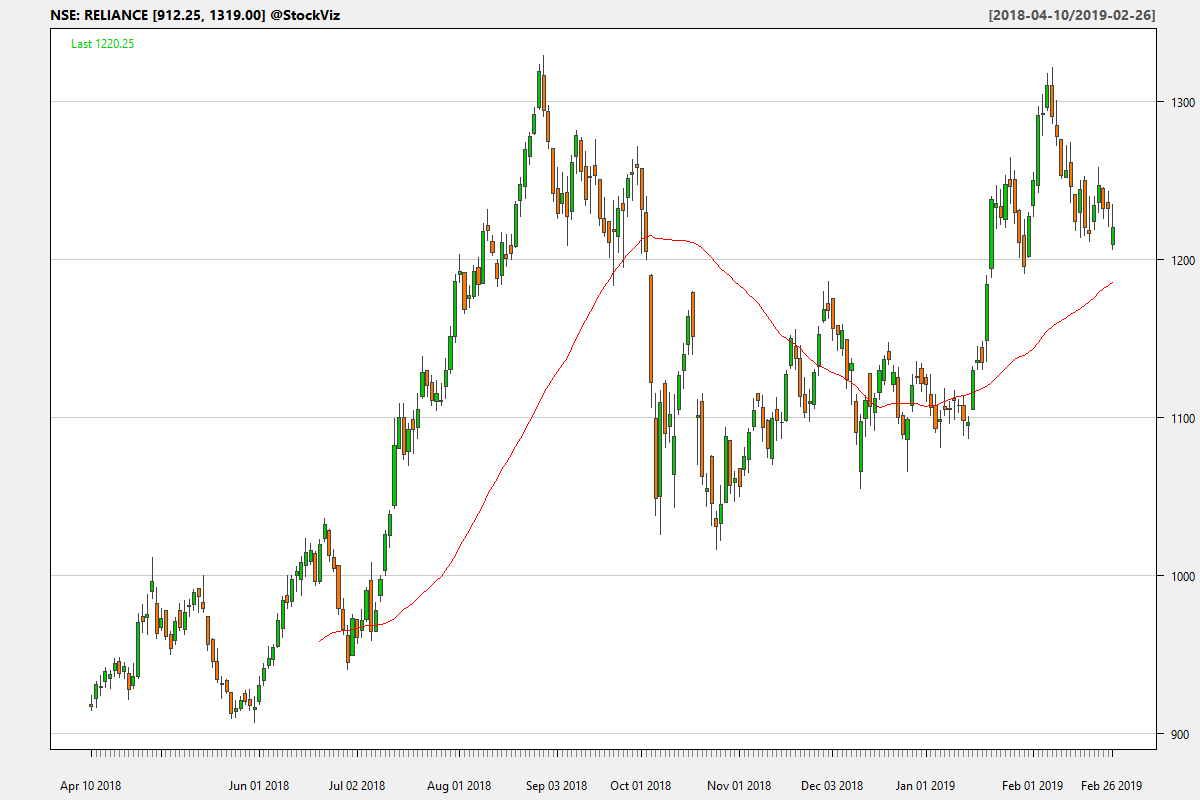 NSE: RELIANCE [912.25, 1319.00] @StockViz [2018-04-10/2019-02-26]
Last 1220.25
1300
1200
1100
1000
900
Apr 10 2018 Jun 01 2018 Jul 02 2018 Aug 01 2018 Sep 03 2018 Oct 01 2018 Nov 01 2018 Dec 03 2018 Jan 01 2019 Feb 01 2019 Feb 26 2019